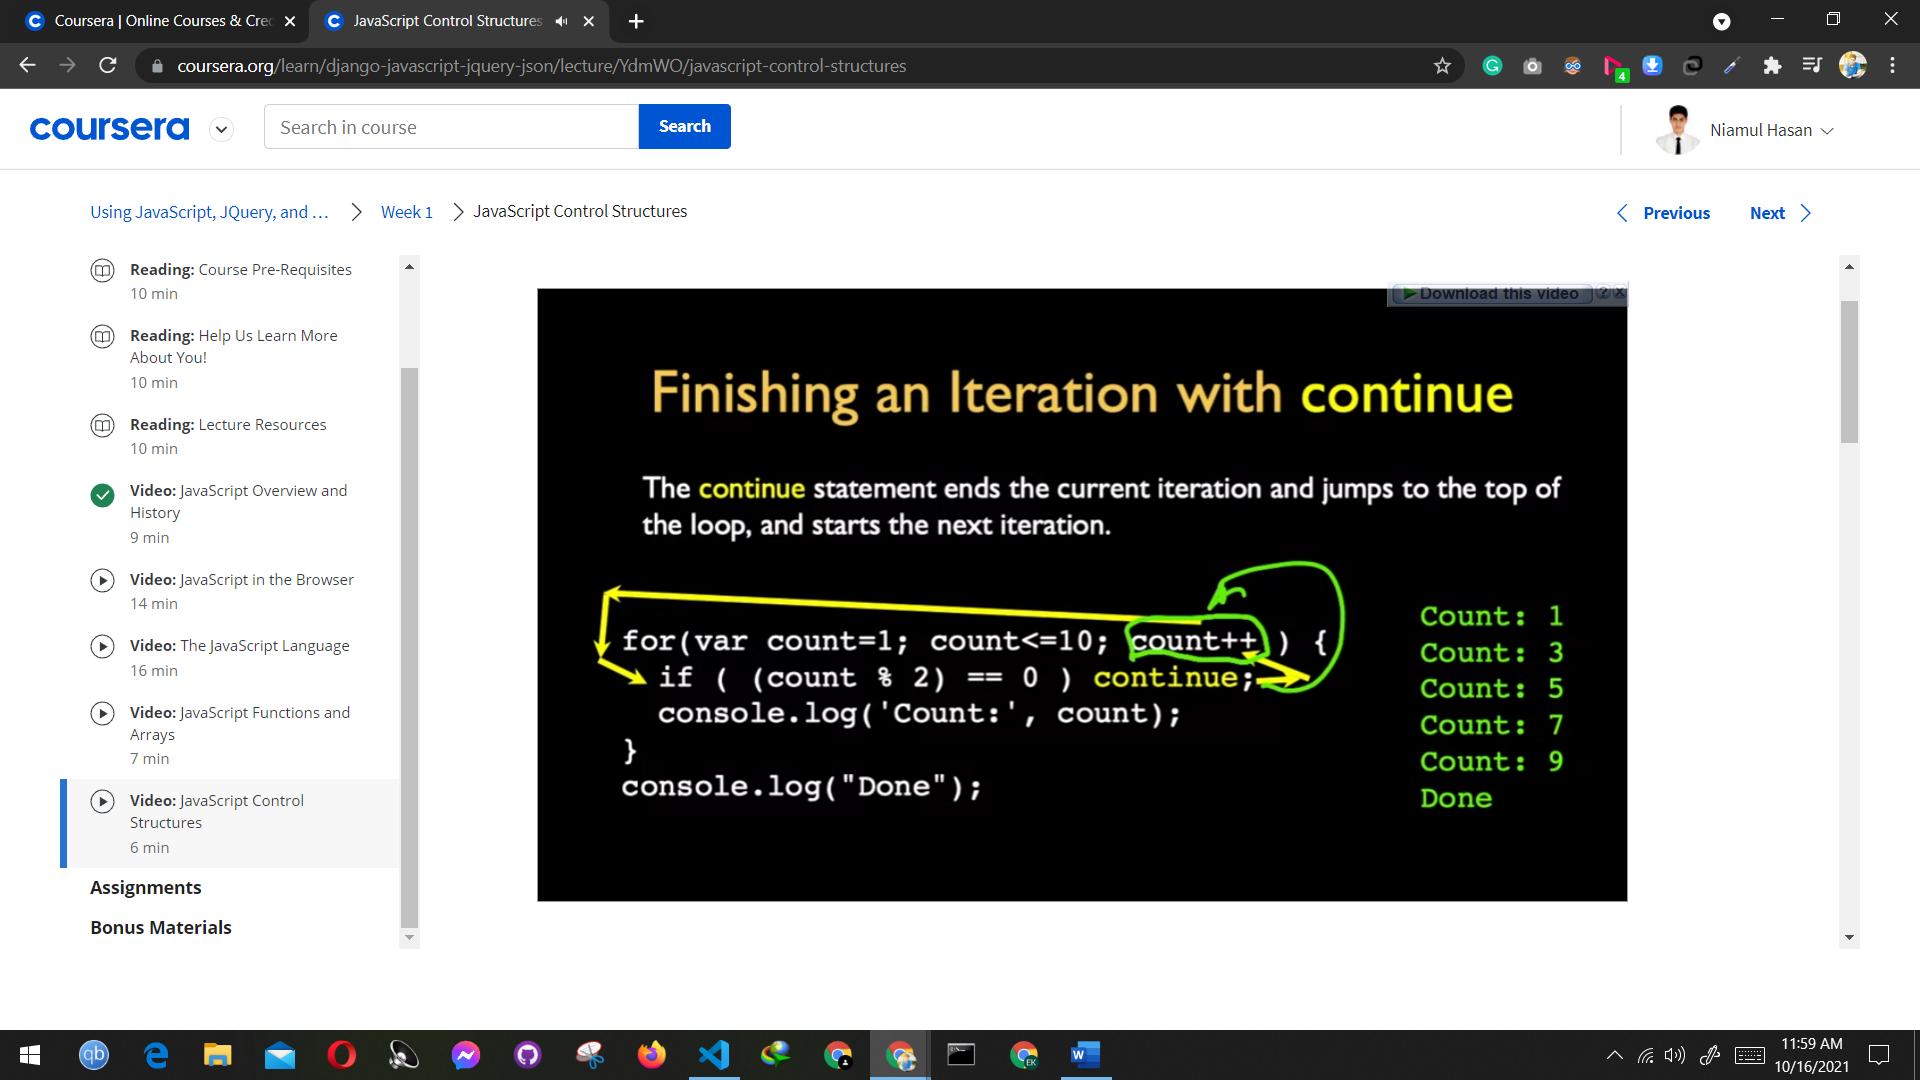 Coursera | Online Courses & Cre
JavaScript Control Structures
coursera.org/learn/django-javascript-jquery-json/lecture/YdmWO/javascript-control-structures
4
coursera
Search in course
Search
Niamul Hasan
Using JavaScript, JQuery, and ...
Week 1
JavaScript Control Structures
Previous
Next
Reading: Course Pre-Requisites
10 min
Reading: Help Us Learn More
About You!
10 min
Reading: Lecture Resources
10 min
Video: JavaScript Overview and
History
9 min
Video: JavaScript in the Browser
14 min
Video: The JavaScript Language
16 min
Video: JavaScript Functions and
Arrays
7 min
Video: JavaScript Control
Structures
6 min
Assignments
Bonus Materials
Download this video ?
Finishing an Iteration with continue
The continue statement ends the current iteration and jumps to the top of
the loop, and starts the next iteration.
for(var count=1; count<=10; count++ ) {
if ( (count % 2) == 0 ) continue;
console.log('Count:', count);
}
console.log("Done");
Count: 1
Count: 3
Count: 5
Count: 7
Count: 9
Done
qb
EK
W
11:59 AM
10/16/2021